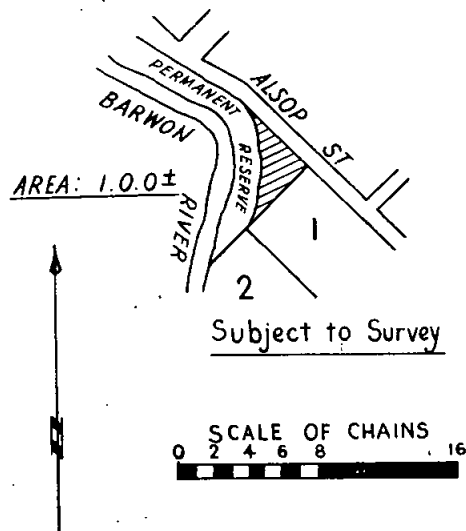 ALSOP ST
PERMANENT RESERVE
BARWON RIVER
AREA: 1.0.0±
1
2
Subject to Survey
SCALE OF CHAINS
0 2 4 6 8 16